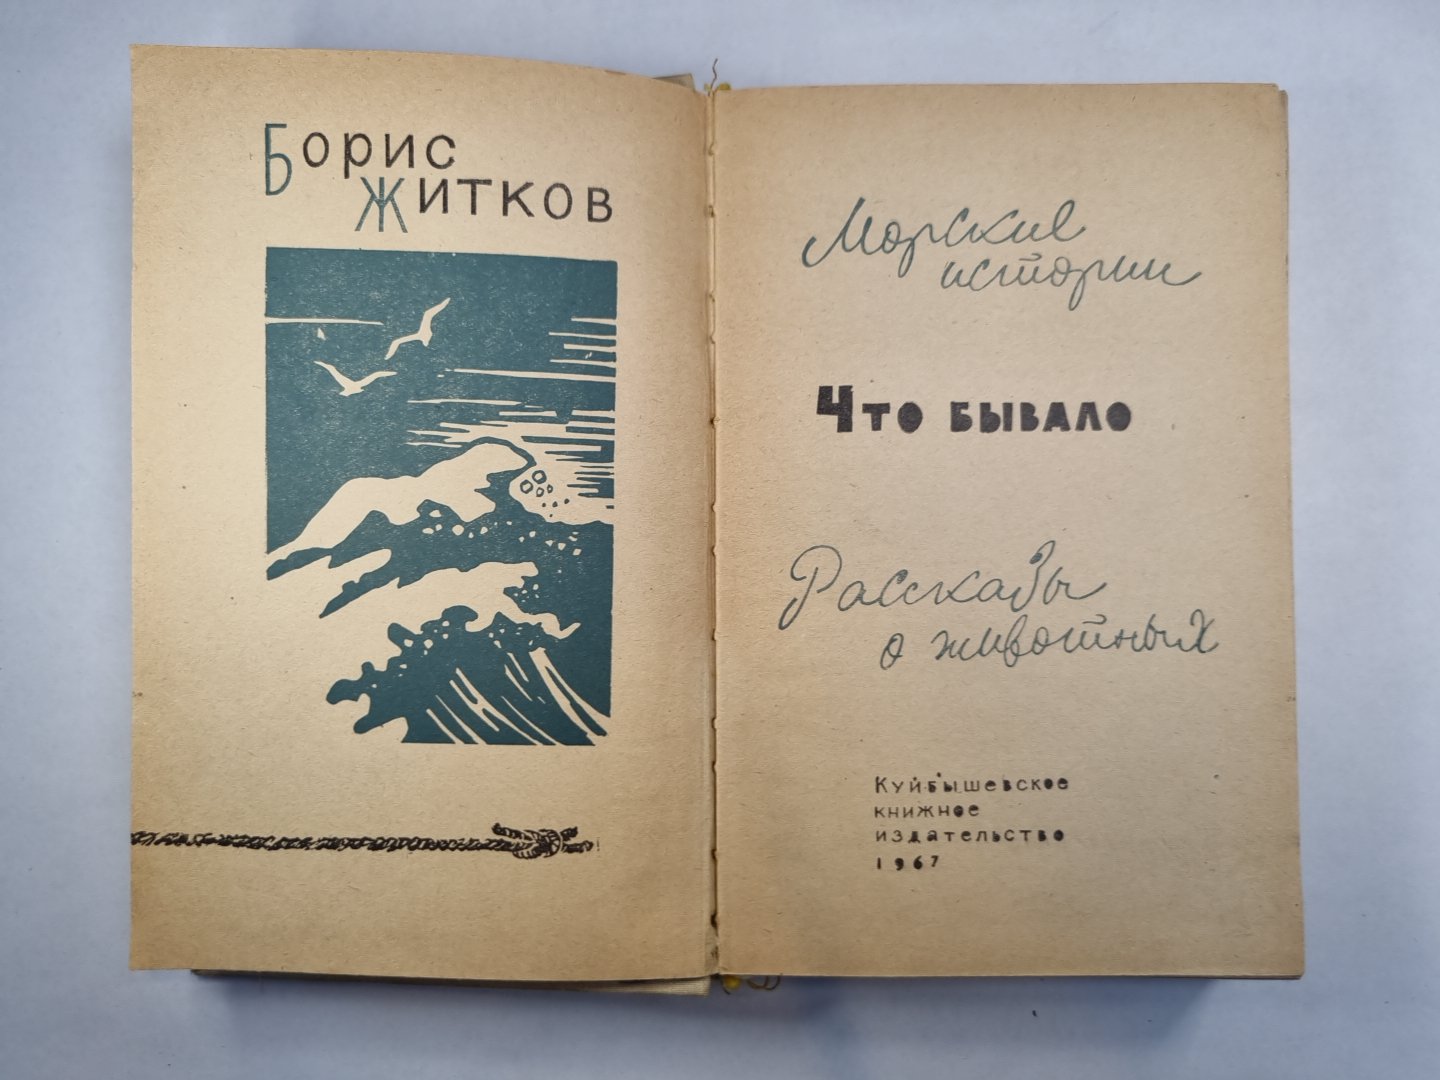 Борис
Житков
Морские
истории
Что бывало
Рассказы
о животных
Куйбышевское
книжное
издательство
1967